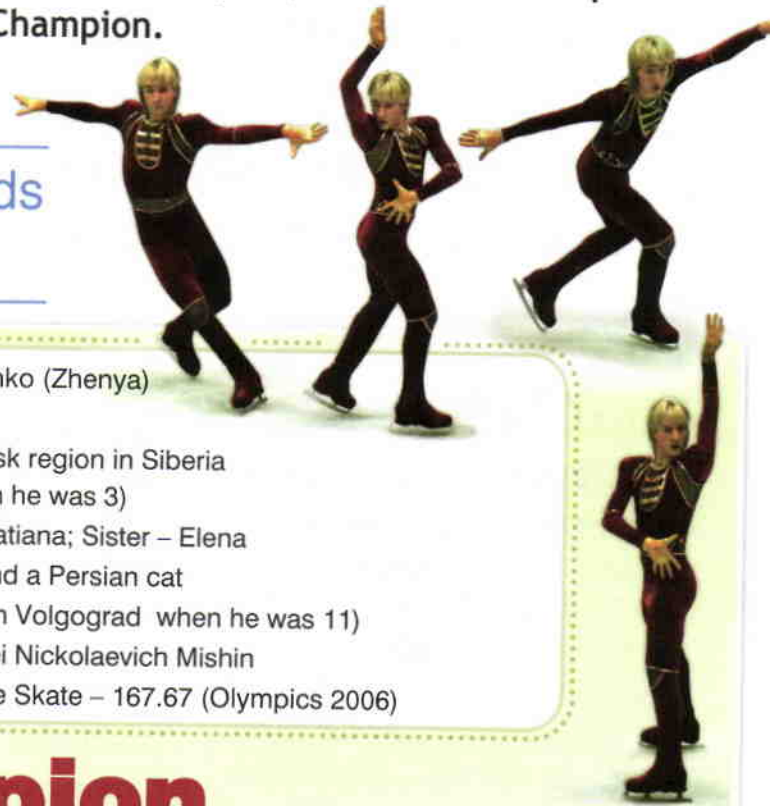 Champion.
ds
nko (Zhenya)
sk region in Siberia
n he was 3)
atiana; Sister – Elena
nd a Persian cat
n Volgograd when he was 11)
ei Nickolaevich Mishin
e Skate – 167.67 (Olympics 2006)